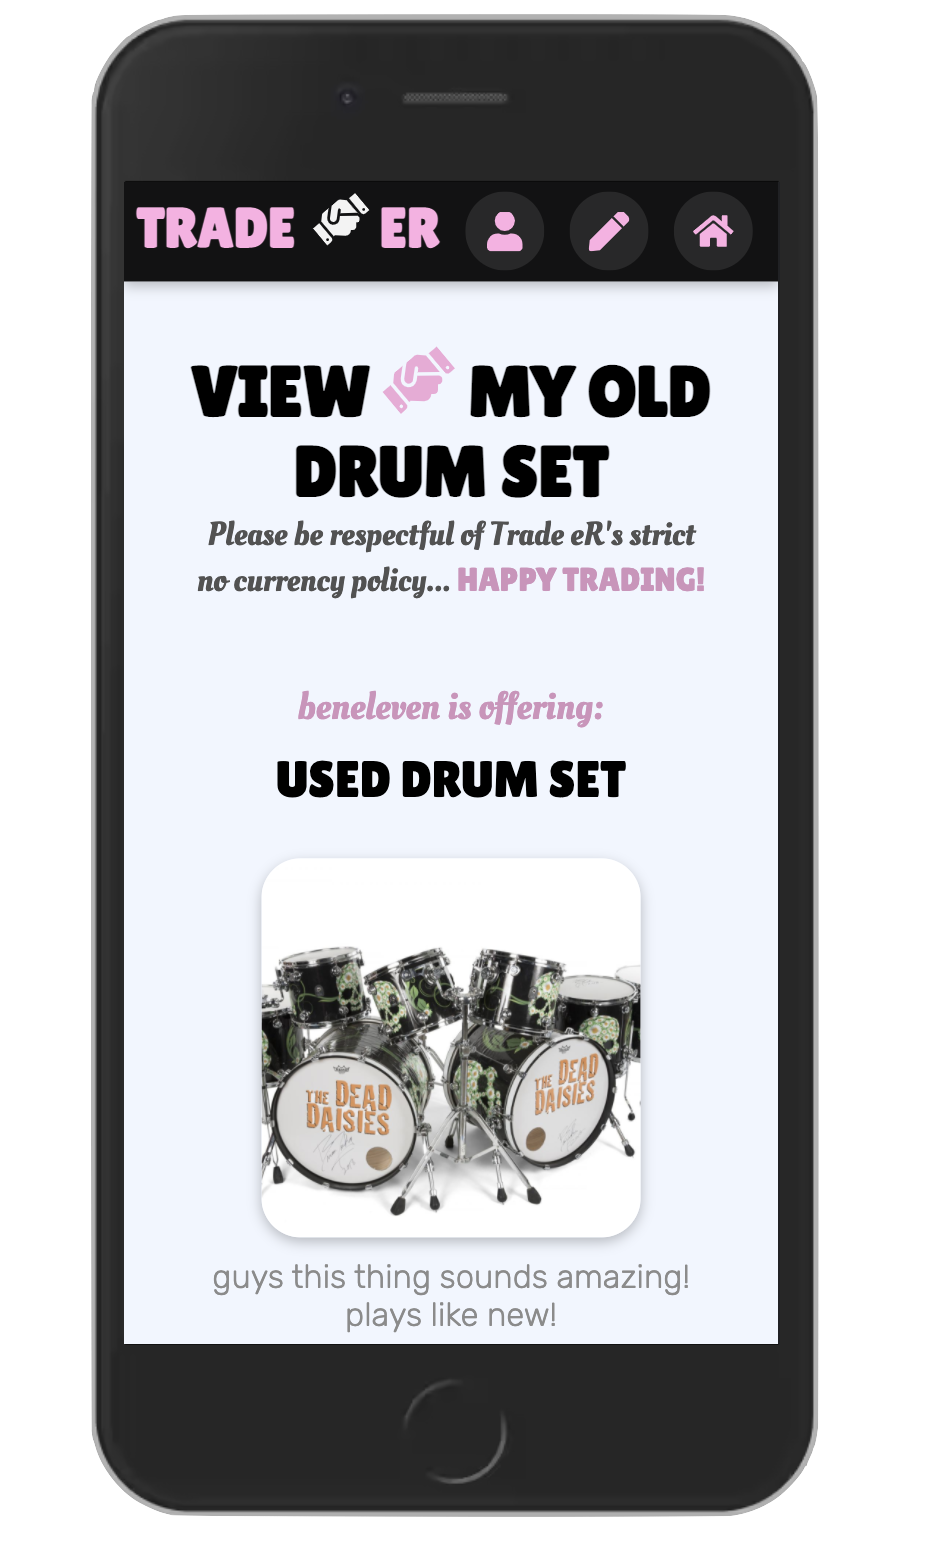 TRADE ER
VIEW MY OLD
DRUM SET
Please be respectful of Trade eR's strict
no currency policy... HAPPY TRADING!
beneleven is offering:
USED DRUM SET
THE DEAD
DAISIES
THE DEAD
DAISIES
guys this thing sounds amazing!
plays like new!